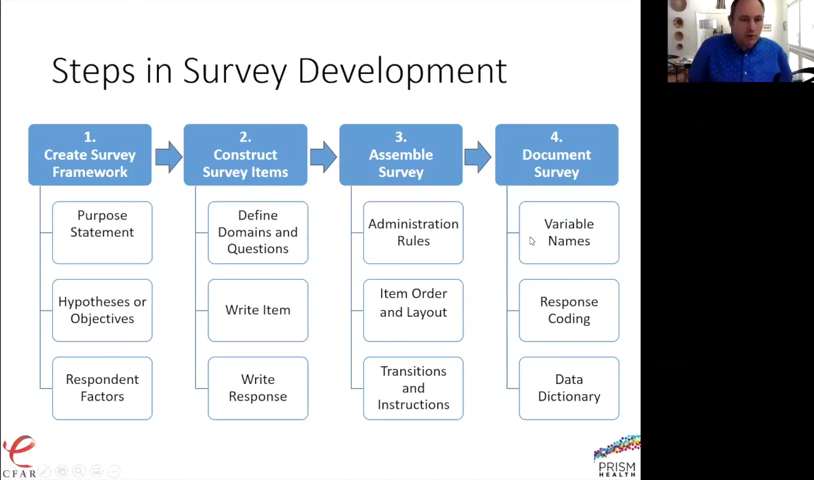 Steps in Survey Development
1.
Create Survey
Framework
Purpose
Statement
Hypotheses or
Objectives
Respondent
Factors
2.
Construct
Survey Items
Define
Domains and
Questions
Write Item
Write
Response
3.
Assemble
Survey
Administration
Rules
Item Order
and Layout
Transitions
and
Instructions
4.
Document
Survey
Variable
Names
Response
Coding
Data
Dictionary
CFAR
PRISM
HEALTH